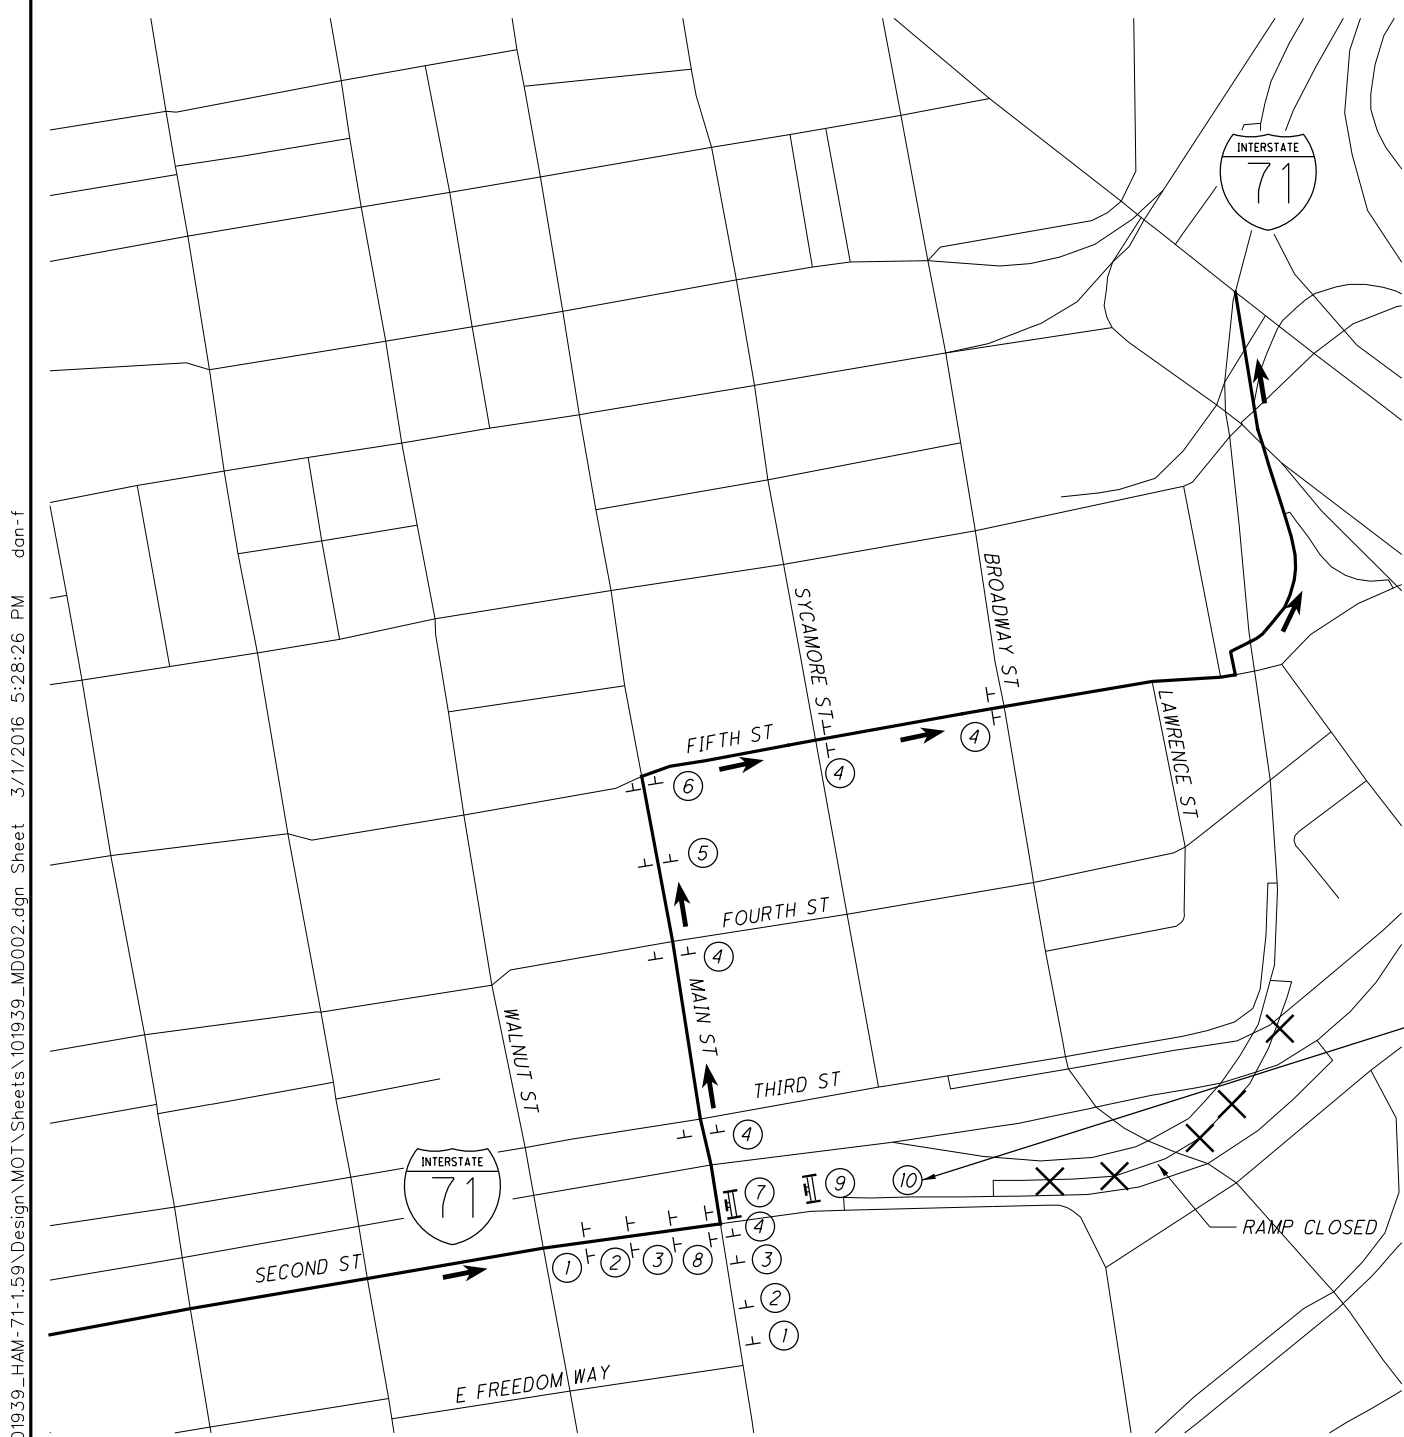 INTERSTATE
71
BROADWAY ST
SYCAMORE ST
LAWRENCE ST
FIFTH ST
4
4
6
5
FOURTH ST
4
MAIN ST
WALNUT ST
THIRD ST
4
INTERSTATE
71
7
9
10
4
RAMP CLOSED
SECOND ST
1
2
3
8
3
2
1
E FREEDOM WAY
01939_HAM-71-1.59\Design\MOT\Sheets\101939_MD002.dgn Sheet 3/1/2016 5:28:26 PM dan-f